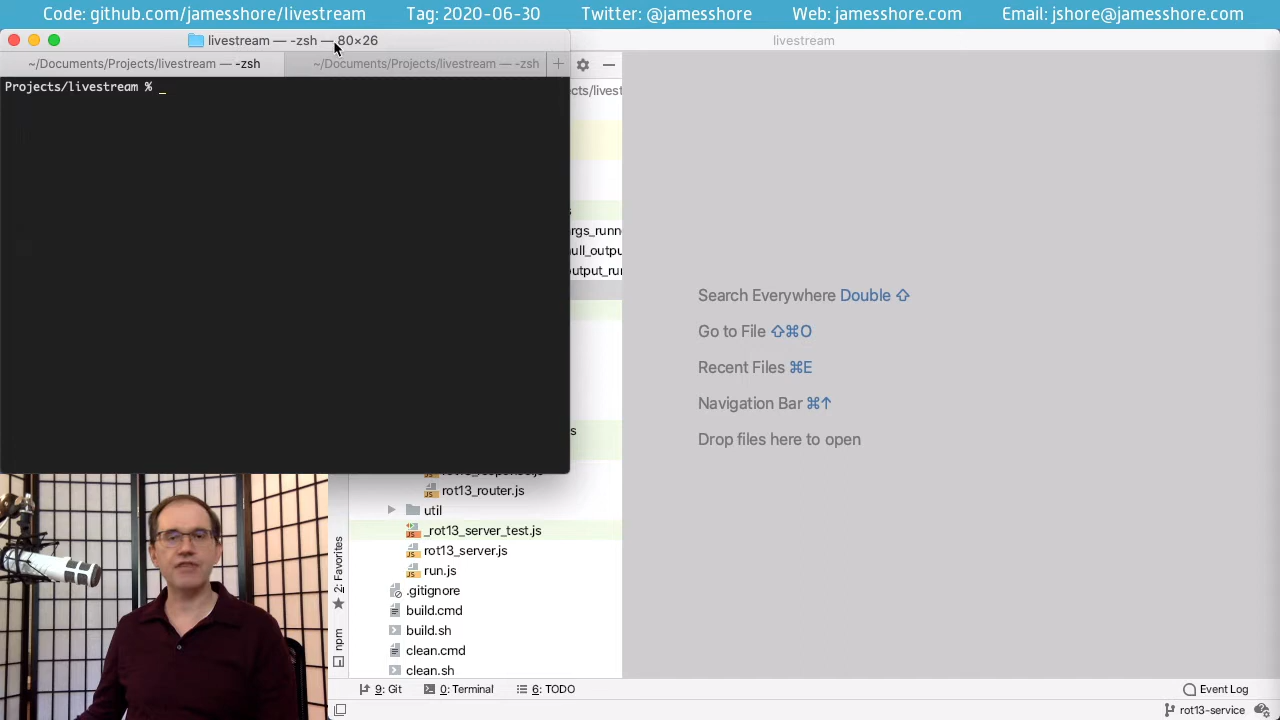 Code: github.com/jamesshore/livestream Tag: 2020-06-30 Twitter: @jamesshore Web: jamesshore.com Email: jshore@jamesshore.com
livestream — -zsh — 80×26
livestream
~/Documents/Projects/livestream — -zsh
~/Documents/Projects/livestream — -zsh
Projects/livestream %
Search Everywhere Double ⇧
Go to File ⇧⌘O
Recent Files ⌘E
Navigation Bar ⌘↑
Drop files here to open
rot13_router.js
util
_rot13_server_test.js
rot13_server.js
run.js
.gitignore
build.cmd
build.sh
clean.cmd
clean.sh
2: Favorites
npm
9: Git
0: Terminal
6: TODO
Event Log
rot13-service